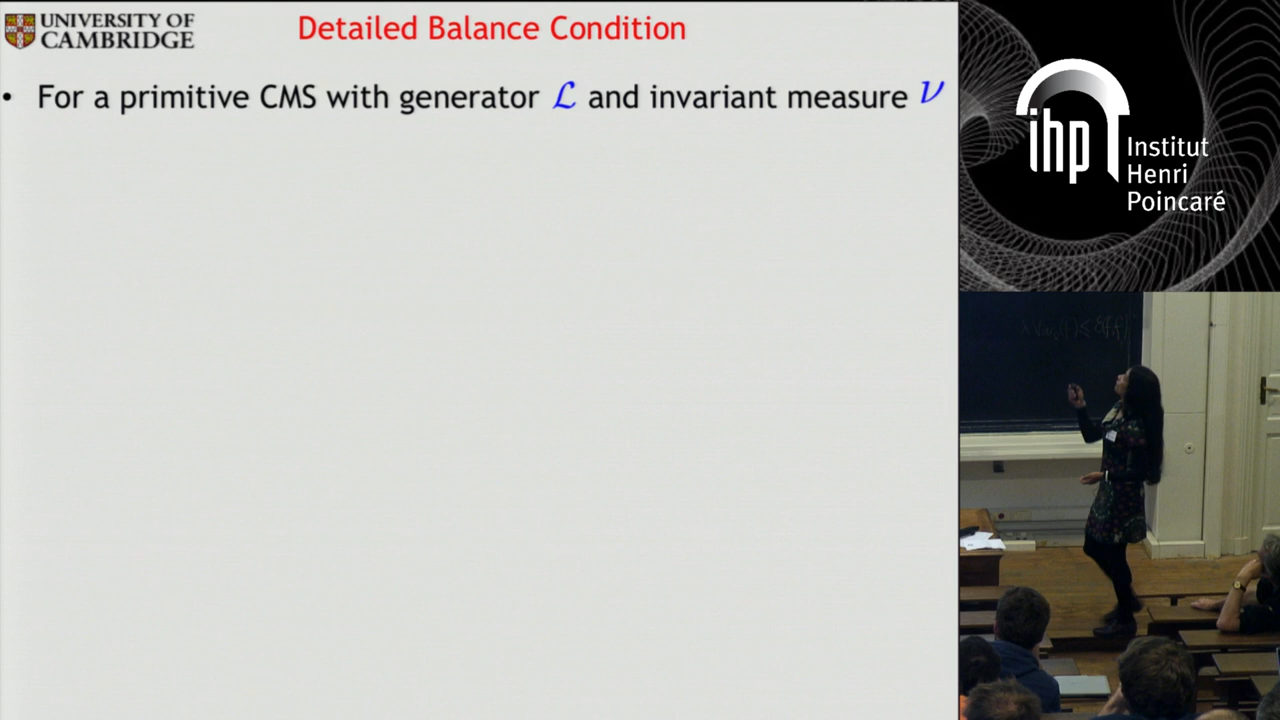 UNIVERSITY OF
CAMBRIDGE
Detailed Balance Condition
• For a primitive CMS with generator ℒ and invariant measure ν
ihp
Institut
Henri
Poincaré